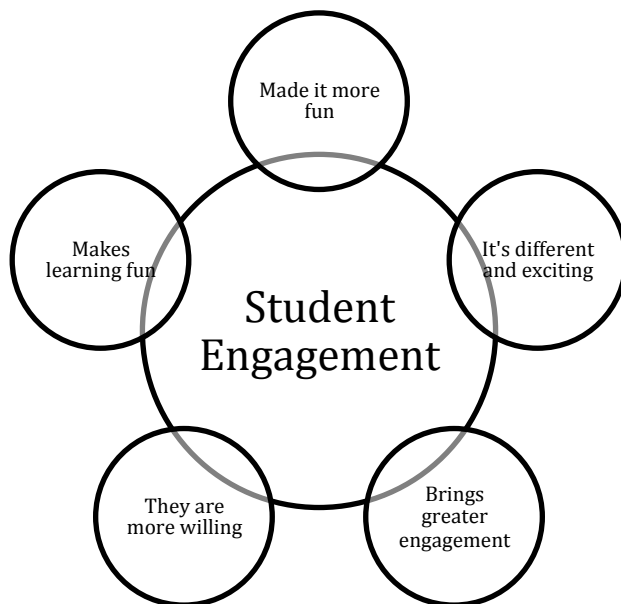 Made it more
fun
Makes
learning fun
It's different
and exciting
Student
Engagement
They are
more willing
Brings
greater
engagement